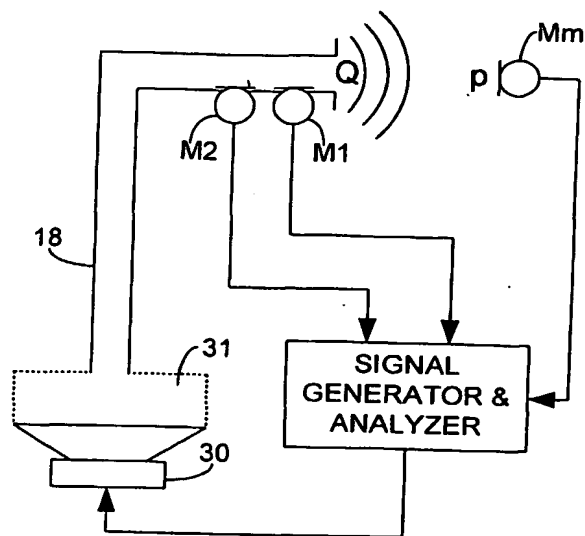 Mm
Q
p
M2
M1
18
31
SIGNAL
GENERATOR &
ANALYZER
30